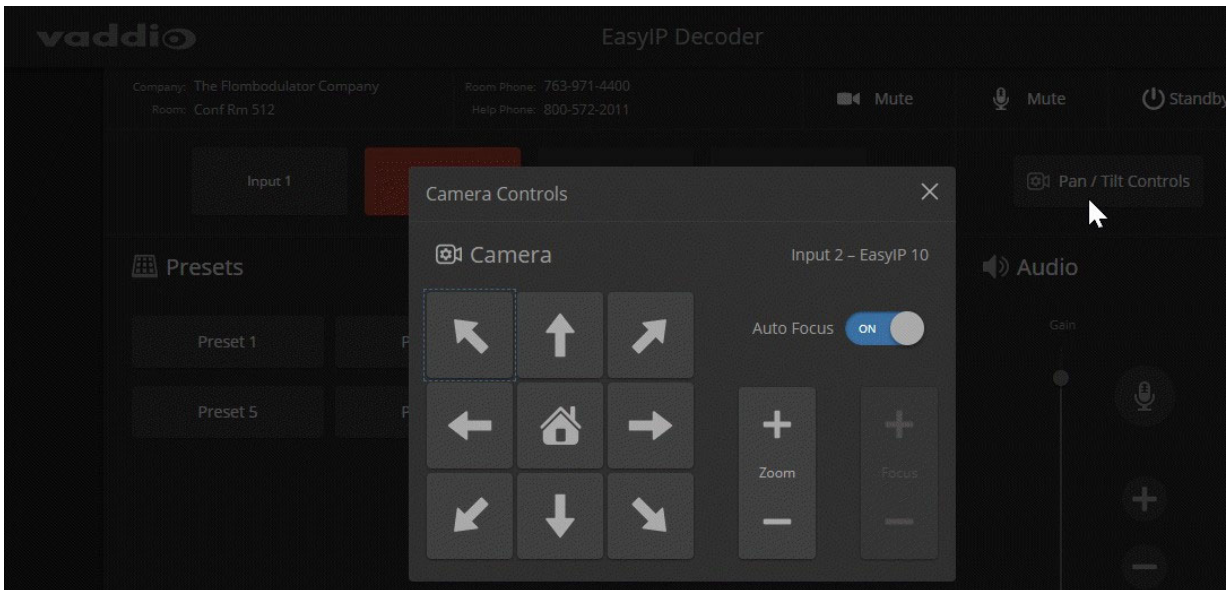 vaddio
EasyIP Decoder
Company: The Flombodulator Company
Room: Conf Rm 512
Room Phone: 763-971-4400
Help Phone: 800-572-2011
Mute
Mute
Standby
Input 1
Pan / Tilt Controls
Camera Controls
Camera
Input 2 – EasyIP 10
Auto Focus
ON
Zoom
Focus
Presets
Preset 1
P
Preset 5
P
Audio
Gain